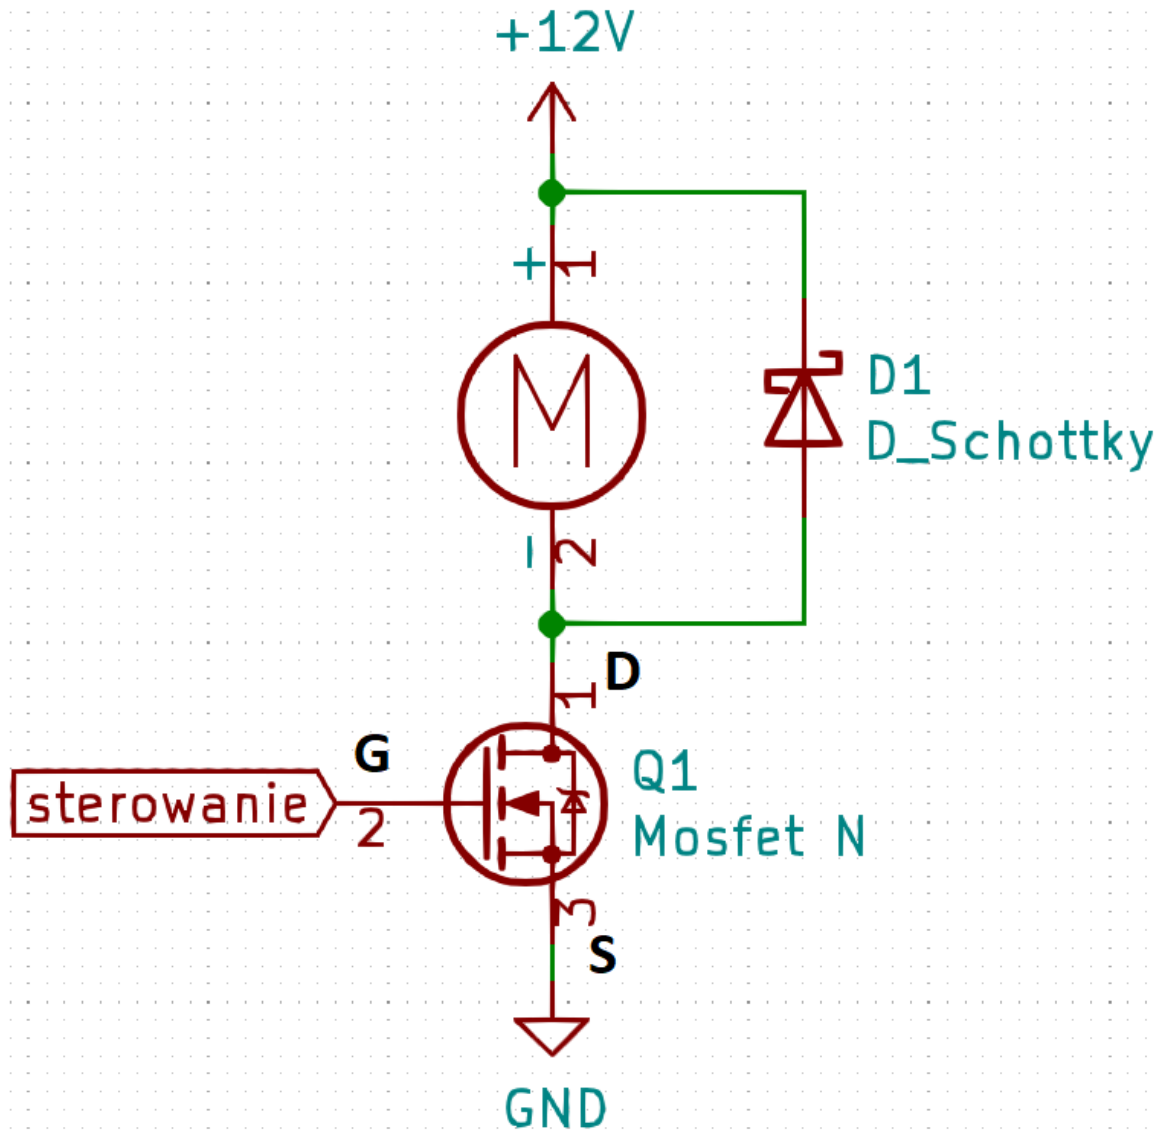 +12V
+
1
M
D1
D_Schottky
-
2
D
1
G
Q1
sterowanie
2
Mosfet N
3
S
GND